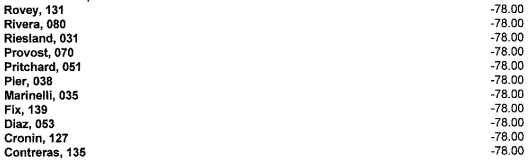 Rovey, 131 -78.00
Rivera, 080 -78.00
Riesland, 031 -78.00
Provost, 070 -78.00
Pritchard, 051 -78.00
Pier, 038 -78.00
Marinelli, 035 -78.00
Fix, 139 -78.00
Diaz, 053 -78.00
Cronin, 127 -78.00
Contreras, 135 -78.00